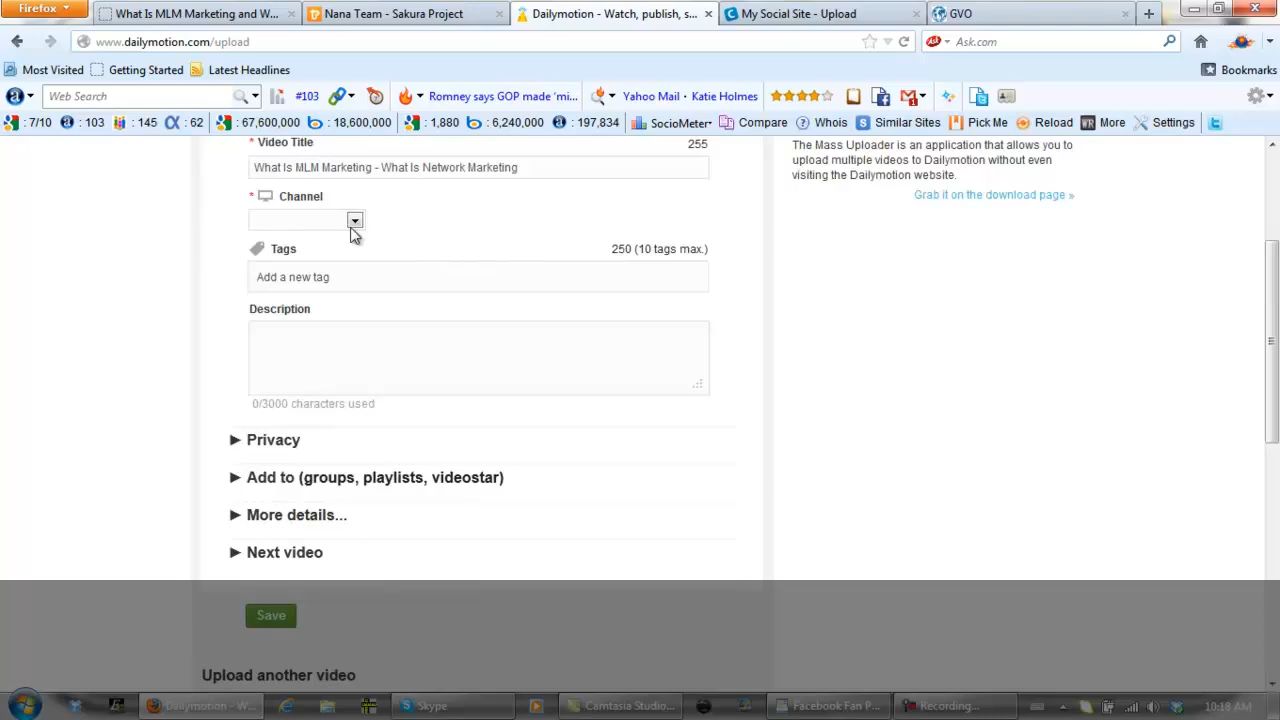 Firefox
What Is MLM Marketing and W...
Nana Team - Sakura Project
Dailymotion - Watch, publish, s...
My Social Site - Upload
GVO
www.dailymotion.com/upload
Ask.com
Most Visited
Getting Started
Latest Headlines
Bookmarks
Web Search
#103
Romney says GOP made 'mi...
Yahoo Mail • Katie Holmes
: 7/10
: 103
: 145
: 62
: 67,600,000
: 18,600,000
: 1,880
: 6,240,000
: 197,834
SocioMeter
Compare
Whois
Similar Sites
Pick Me
Reload
More
Settings
* Video Title
255
What Is MLM Marketing - What Is Network Marketing
* Channel
Tags
250 (10 tags max.)
Add a new tag
Description
0/3000 characters used
Privacy
Add to (groups, playlists, videostar)
More details...
Next video
Save
Upload another video
The Mass Uploader is an application that allows you to
upload multiple videos to Dailymotion without even
visiting the Dailymotion website.
Grab it on the download page »
Dailymotion - W...
Skype
Camtasia Studio...
Facebook Fan P...
Recording...
10:18 AM